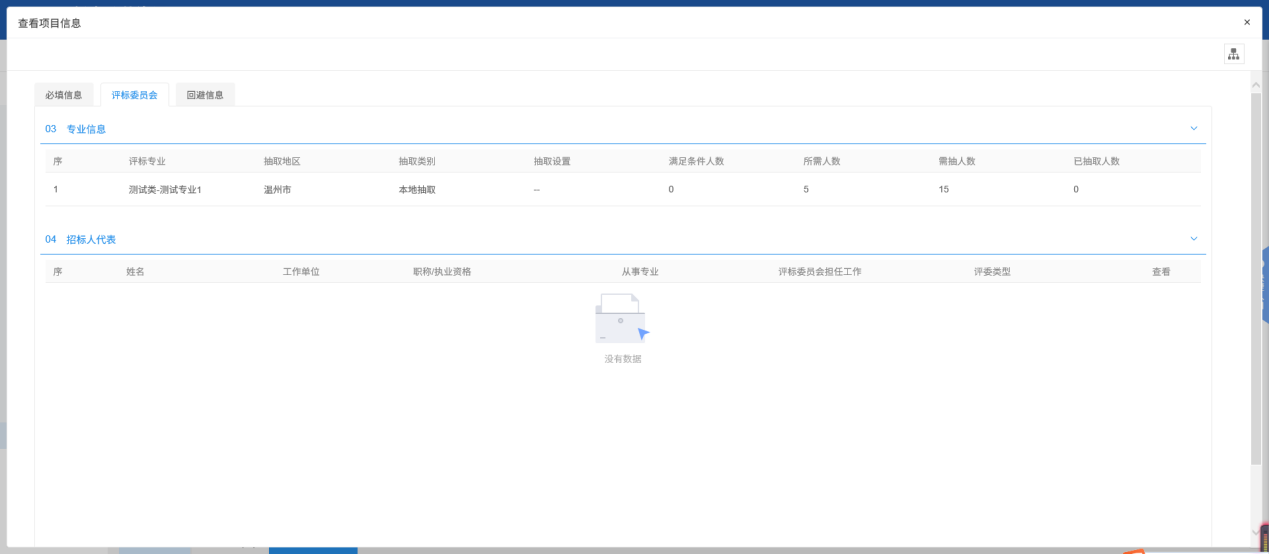 查看项目信息 ×
必填信息 评标委员会 回避信息
03 专业信息
序 评标专业 抽取地区 抽取类别 抽取设置 满足条件人数 所需人数 需抽人数 已抽取人数
1 测试类-测试专业1 温州市 本地抽取 -- 0 5 15 0
04 招标人代表
序 姓名 工作单位 职称/执业资格 从事专业 评标委员会担任工作 评委类型 查看
没有数据